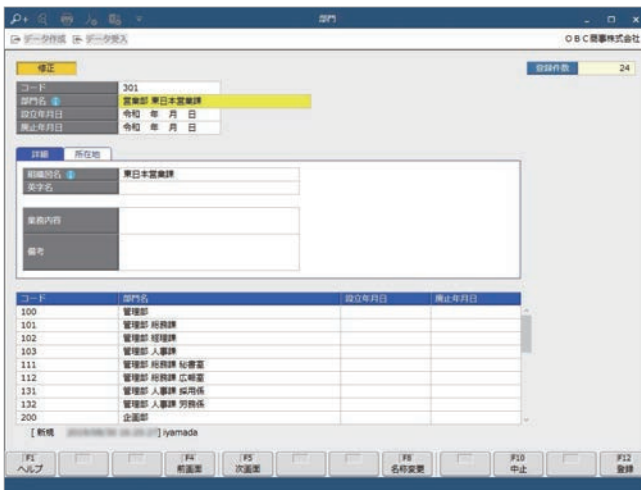 部門
データ作成 データ受入 OBC商事株式会社
修正 登録件数 24
コード 301
部門名 営業部 東日本営業課
設立年月日 令和 年 月 日
廃止年月日 令和 年 月 日
詳細 所在地
組織図名 東日本営業課
英字名
業務内容
備考
コード 部門名 設立年月日 廃止年月日
100 管理部
101 管理部 総務課
102 管理部 経理課
103 管理部 人事課
111 管理部 総務課 秘書室
112 管理部 総務課 広報室
131 管理部 人事課 採用係
132 管理部 人事課 労務係
200 企画部
[ 新規 ] iyamada
F1 F4 F5 F8 F10 F12
ヘルプ 前画面 次画面 名称変更 中止 登録